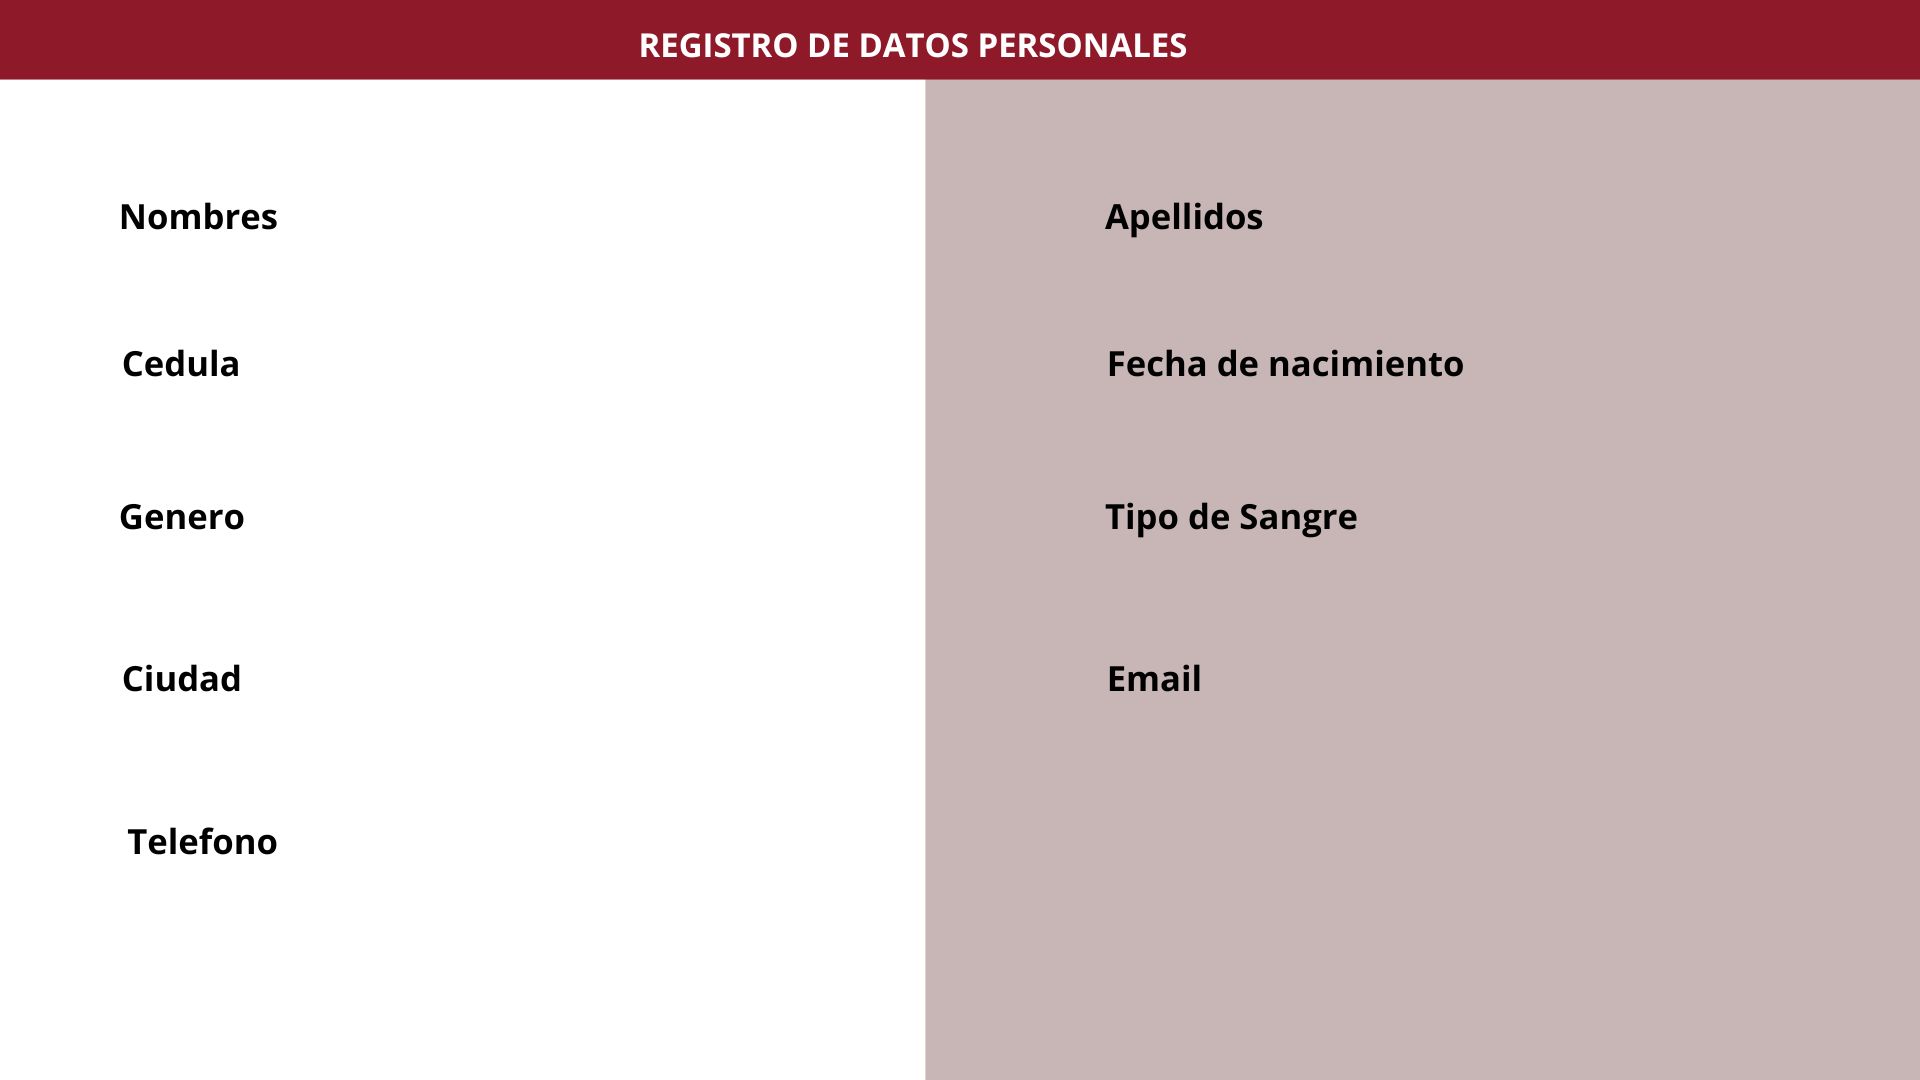 REGISTRO DE DATOS PERSONALES
Nombres
Apellidos
Cedula
Fecha de nacimiento
Genero
Tipo de Sangre
Ciudad
Email
Telefono